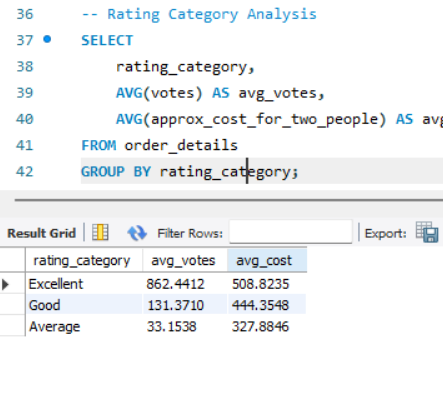 36 -- Rating Category Analysis
37 SELECT
38 rating_category,
39 AVG(votes) AS avg_votes,
40 AVG(approx_cost_for_two_people) AS avg
41 FROM order_details
42 GROUP BY rating_category;
Result Grid Filter Rows: Export:
rating_category avg_votes avg_cost
Excellent 862.4412 508.8235
Good 131.3710 444.3548
Average 33.1538 327.8846